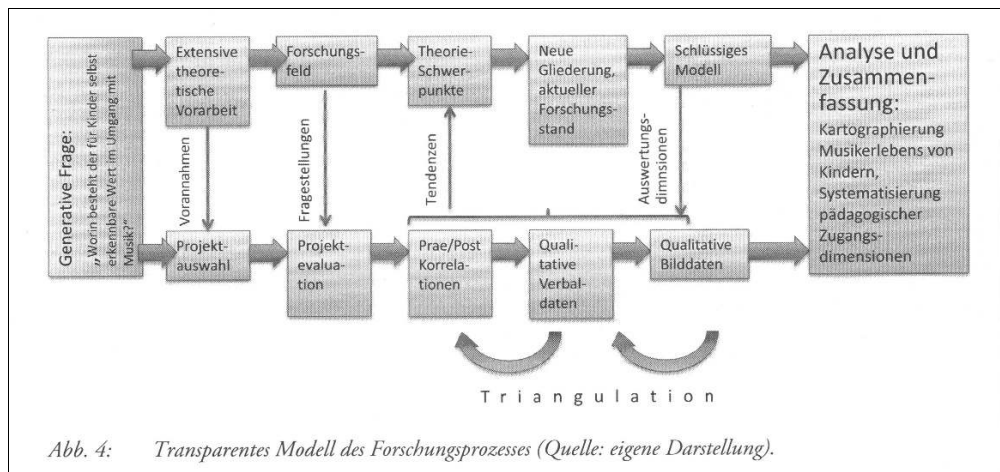 Generative Frage:
„Worin besteht der für Kinder selbst
erkennbare Wert im Umgang mit
Musik?“
Extensive
theore-
tische
Vorarbeit
Forschungs-
feld
Theorie-
Schwer-
punkte
Neue
Gliederung,
aktueller
Forschungs-
stand
Schlüssiges
Modell
Analyse und
Zusammen-
fassung:
Kartographierung
Musikerlebens von
Kindern,
Systematisierung
pädagogischer
Zugangs-
dimensionen
Vorannahmen
Fragestellungen
Tendenzen
Auswertungs-
dimnsionen
Projekt-
auswahl
Projekt-
evalua-
tion
Prae/Post
Korrela-
tionen
Quali-
tative
Verbal-
daten
Qualitative
Bilddaten
Triangulation
Abb. 4: Transparentes Modell des Forschungsprozesses (Quelle: eigene Darstellung).